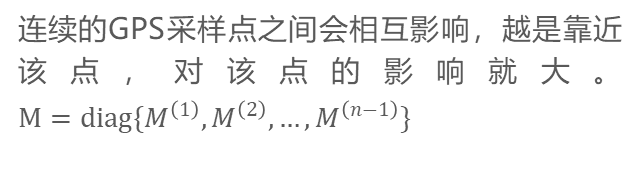 连续的GPS采样点之间会相互影响，越是靠近
该点，对该点的影响就大。
M = diag{M⁽¹⁾, M⁽²⁾, …, M⁽ⁿ⁻¹⁾}